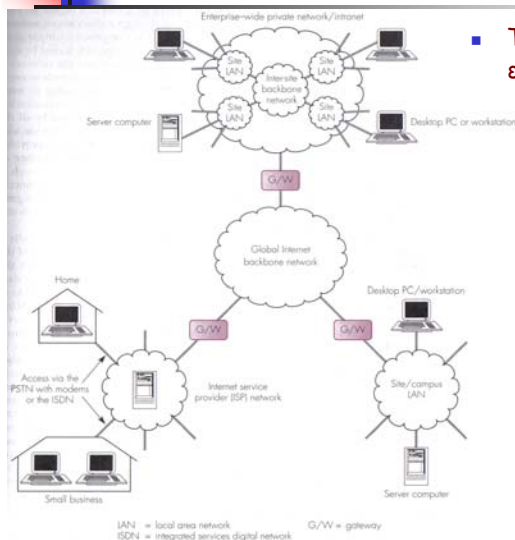 Enterprise-wide private network/intranet
Site
LAN
Site
LAN
Intersite
backbone
network
Site
LAN
Site
LAN
Server computer
Desktop PC or workstation
G/W
Global Internet
backbone network
Home
Desktop PC/workstation
G/W
G/W
Access via the
PSTN with modems
or the ISDN
Internet service
provider (ISP) network
Site/campus
LAN
Small business
Server computer
LAN = local area network G/W = gateway
ISDN = integrated services digital network